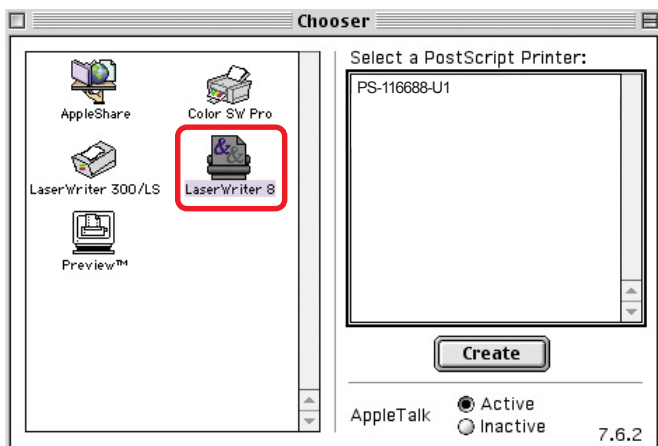 Chooser
AppleShare
Color SW Pro
LaserWriter 300/LS
LaserWriter 8
Preview™
Select a PostScript Printer:
PS-116688-U1
Create
AppleTalk
Active
Inactive
7.6.2